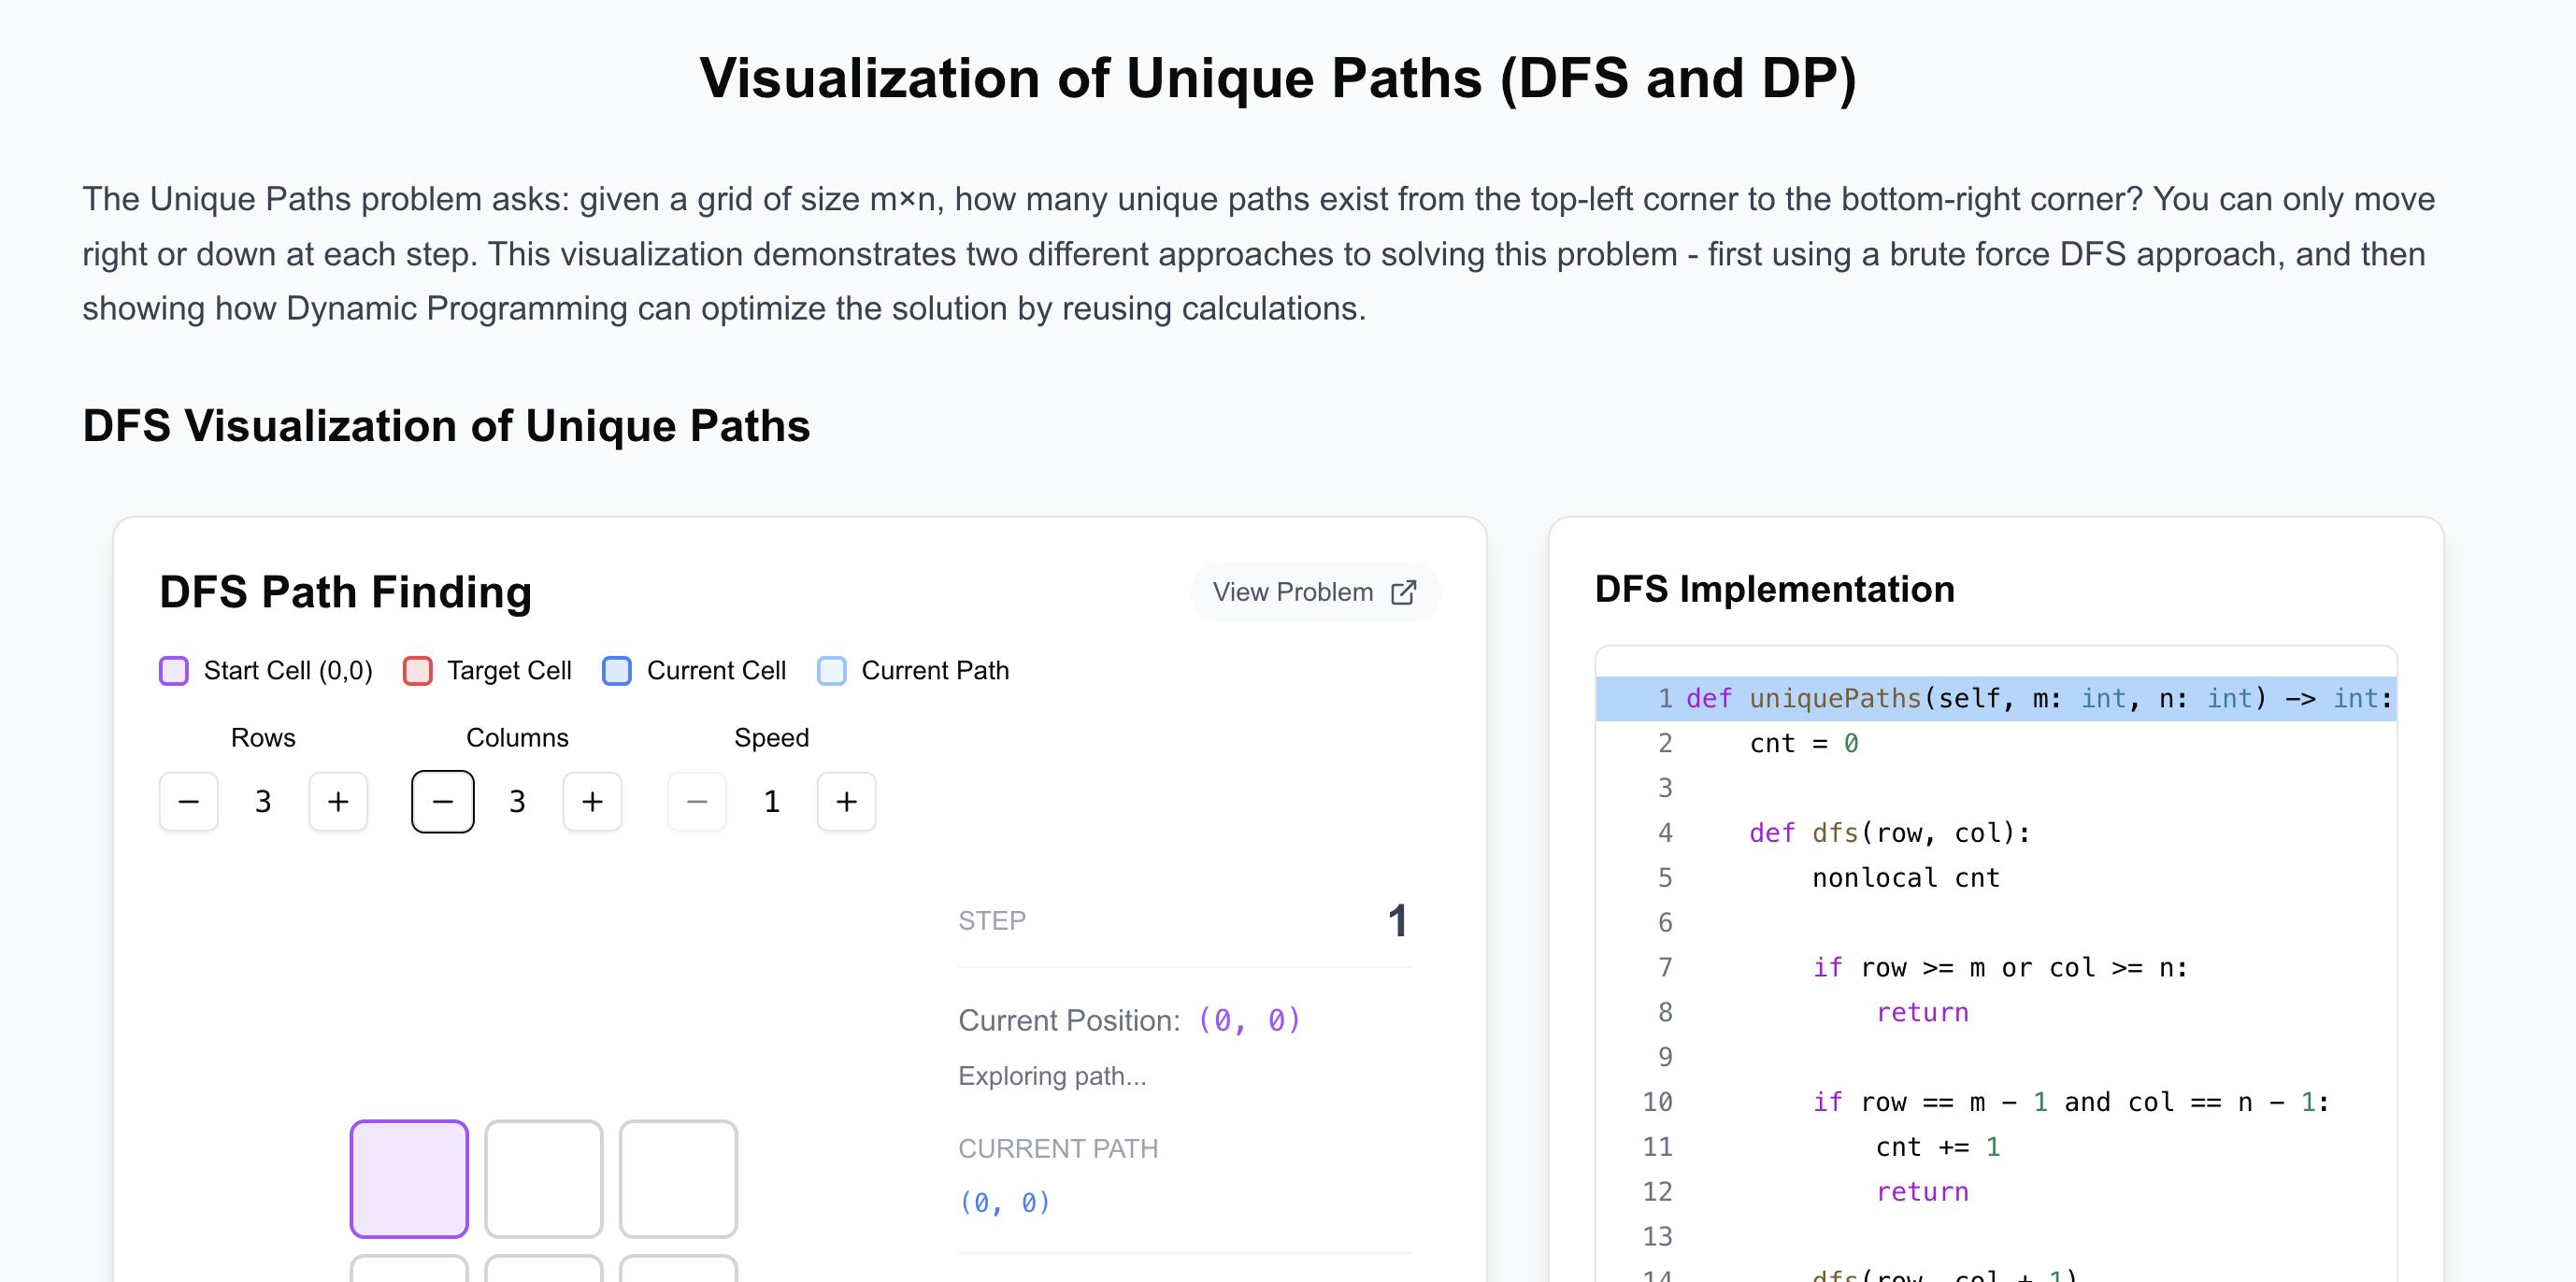 Visualization of Unique Paths (DFS and DP)
The Unique Paths problem asks: given a grid of size m×n, how many unique paths exist from the top-left corner to the bottom-right corner? You can only move
right or down at each step. This visualization demonstrates two different approaches to solving this problem - first using a brute force DFS approach, and then
showing how Dynamic Programming can optimize the solution by reusing calculations.
DFS Visualization of Unique Paths
DFS Path Finding
View Problem
Start Cell (0,0) Target Cell Current Cell Current Path
Rows Columns Speed
− 3 + − 3 + − 1 +
STEP 1
Current Position: (0, 0)
Exploring path...
CURRENT PATH
(0, 0)
DFS Implementation
1 def uniquePaths(self, m: int, n: int) -> int:
2     cnt = 0
3
4     def dfs(row, col):
5         nonlocal cnt
6
7         if row >= m or col >= n:
8             return
9
10         if row == m - 1 and col == n - 1:
11             cnt += 1
12             return
13
14         dfs(row, col + 1)